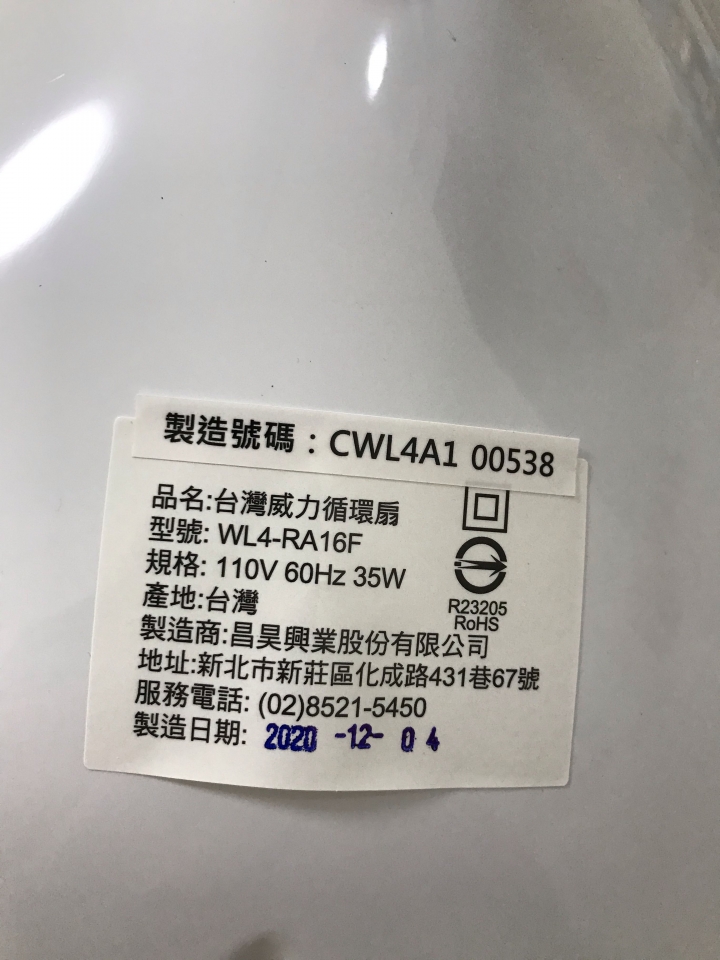 製造號碼：CWL4A1 00538
品名:台灣威力循環扇
型號: WL4-RA16F
規格: 110V 60Hz 35W
產地:台灣
R23205
RoHS
製造商:昌昊興業股份有限公司
地址:新北市新莊區化成路431巷67號
服務電話: (02)8521-5450
製造日期: 2020 -12- 04